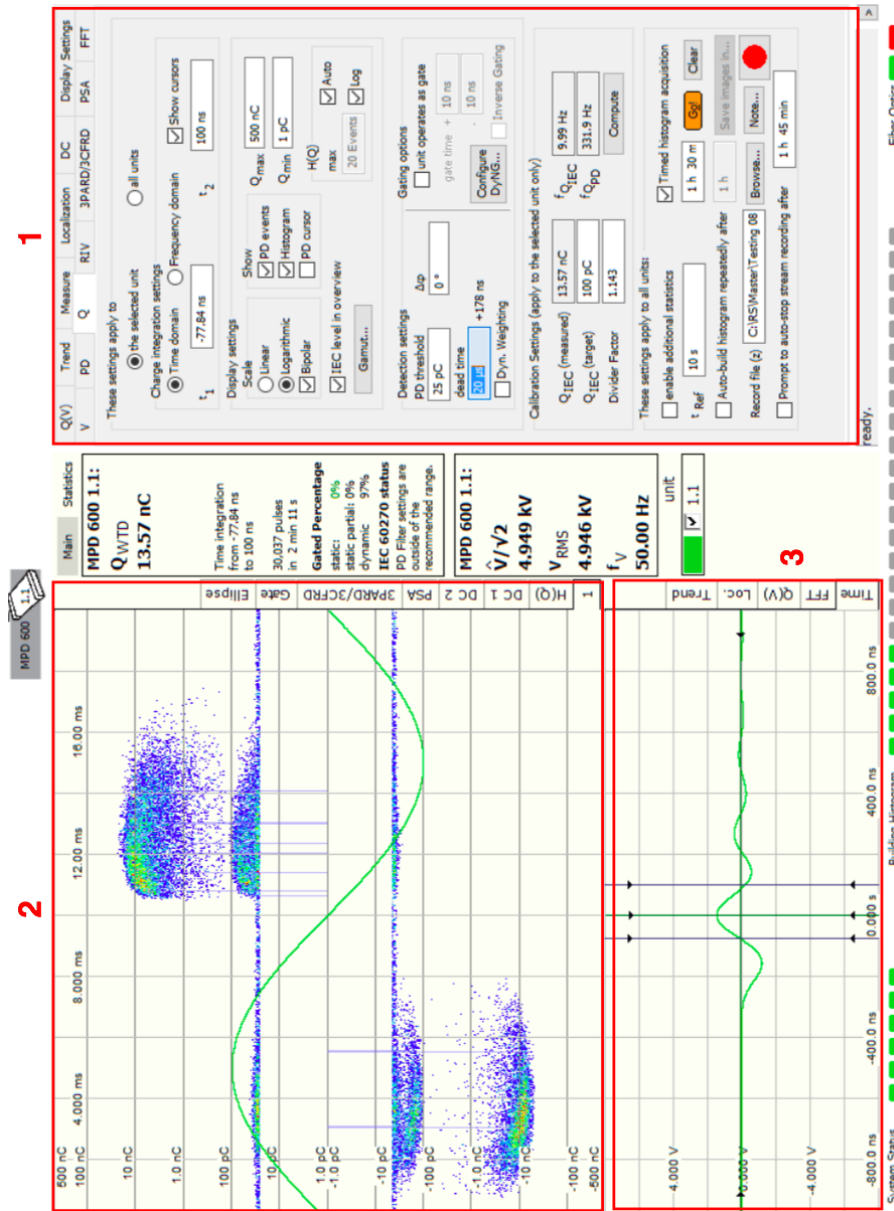 MPD 600 1.1
2
500 nC
100 nC
10 nC
1.0 nC
100 pC
10 pC
1.0 pC
-1.0 pC
-10 pC
-100 pC
-1.0 nC
-10 nC
-100 nC
-500 nC
4.000 ms
8.000 ms
12.00 ms
16.00 ms
Ellipse
Gate
3PARD/3CFRD
PSA
DC 2
DC 1
H(Q)
1
4.000 V
0.000 V
-4.000 V
-800.0 ns
-400.0 ns
0.000 s
400.0 ns
800.0 ns
Trend
Loc.
Q(V)
FFT
Time
3
Main Statistics
MPD 600 1.1:
Q WTD
13.57 nC
Time integration
from -77.84 ns
to 100 ns
30,037 pulses
in 2 min 11 s
Gated Percentage
static: 0%
static partial: 0%
dynamic 97%
IEC 60270 status
PD Filter settings are
outside of the
recommended range.
MPD 600 1.1:
V̂/√2
4.949 kV
V RMS
4.946 kV
f V
50.00 Hz
unit
1.1
1
Q(V) Trend Measure Localization DC Display Settings
V PD Q RIV 3PARD/3CFRD PSA FFT
These settings apply to
the selected unit all units
Charge integration settings
Time domain Frequency domain Show cursors
t1 -77.84 ns t2 100 ns
Display settings
Scale
Linear
Logarithmic
Bipolar
IEC level in overview
Gamut...
Show
PD events
Histogram
PD cursor
Qmax 500 nC
Qmin 1 pC
H(Q)
max
Auto
20 Events Log
Detection settings
PD threshold Δφ
25 pC 0 °
dead time
20 µs +178 ns
Dyn. Weighting
Gating options
unit operates as gate
gate time + 10 ns
Configure DyNG... - 10 ns
Inverse Gating
Calibration Settings (apply to the selected unit only)
QIEC (measured) 13.57 nC fQIEC 9.99 Hz
QIEC (target) 100 pC fQPD 331.9 Hz
Divider Factor 1.143 Compute
These settings apply to all units:
enable additional statistics Timed histogram acquisition
t Ref 10 s 1 h 30 m Go! Clear
Auto-build histogram repeatedly after 1 h Save images in...
Record file (z) C:\RS\Master\Testing 08 Browse... Note...
Prompt to auto-stream recording after 1 h 45 min
ready.
System Status
Building Histogram
Fiber Optics